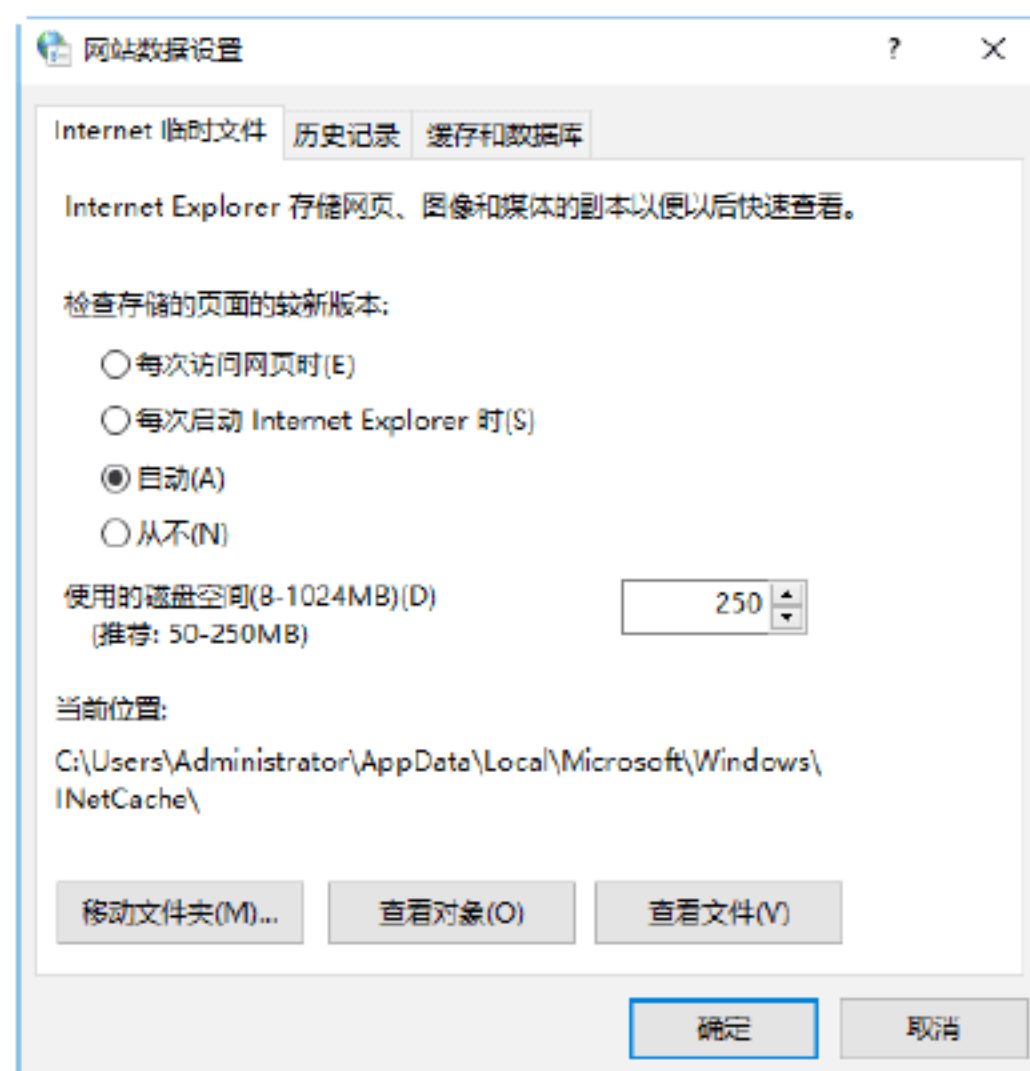 网站数据设置 ?
Internet 临时文件 历史记录 缓存和数据库
Internet Explorer 存储网页、图像和媒体的副本以便以后快速查看。
检查存储的页面的较新版本:
每次访问网页时(E)
每次启动 Internet Explorer 时(S)
自动(A)
从不(N)
使用的磁盘空间(8-1024MB)(D) 250
(推荐: 50-250MB)
当前位置:
C:\Users\Administrator\AppData\Local\Microsoft\Windows\
INetCache\
移动文件夹(M)... 查看对象(O) 查看文件(V)
确定 取消